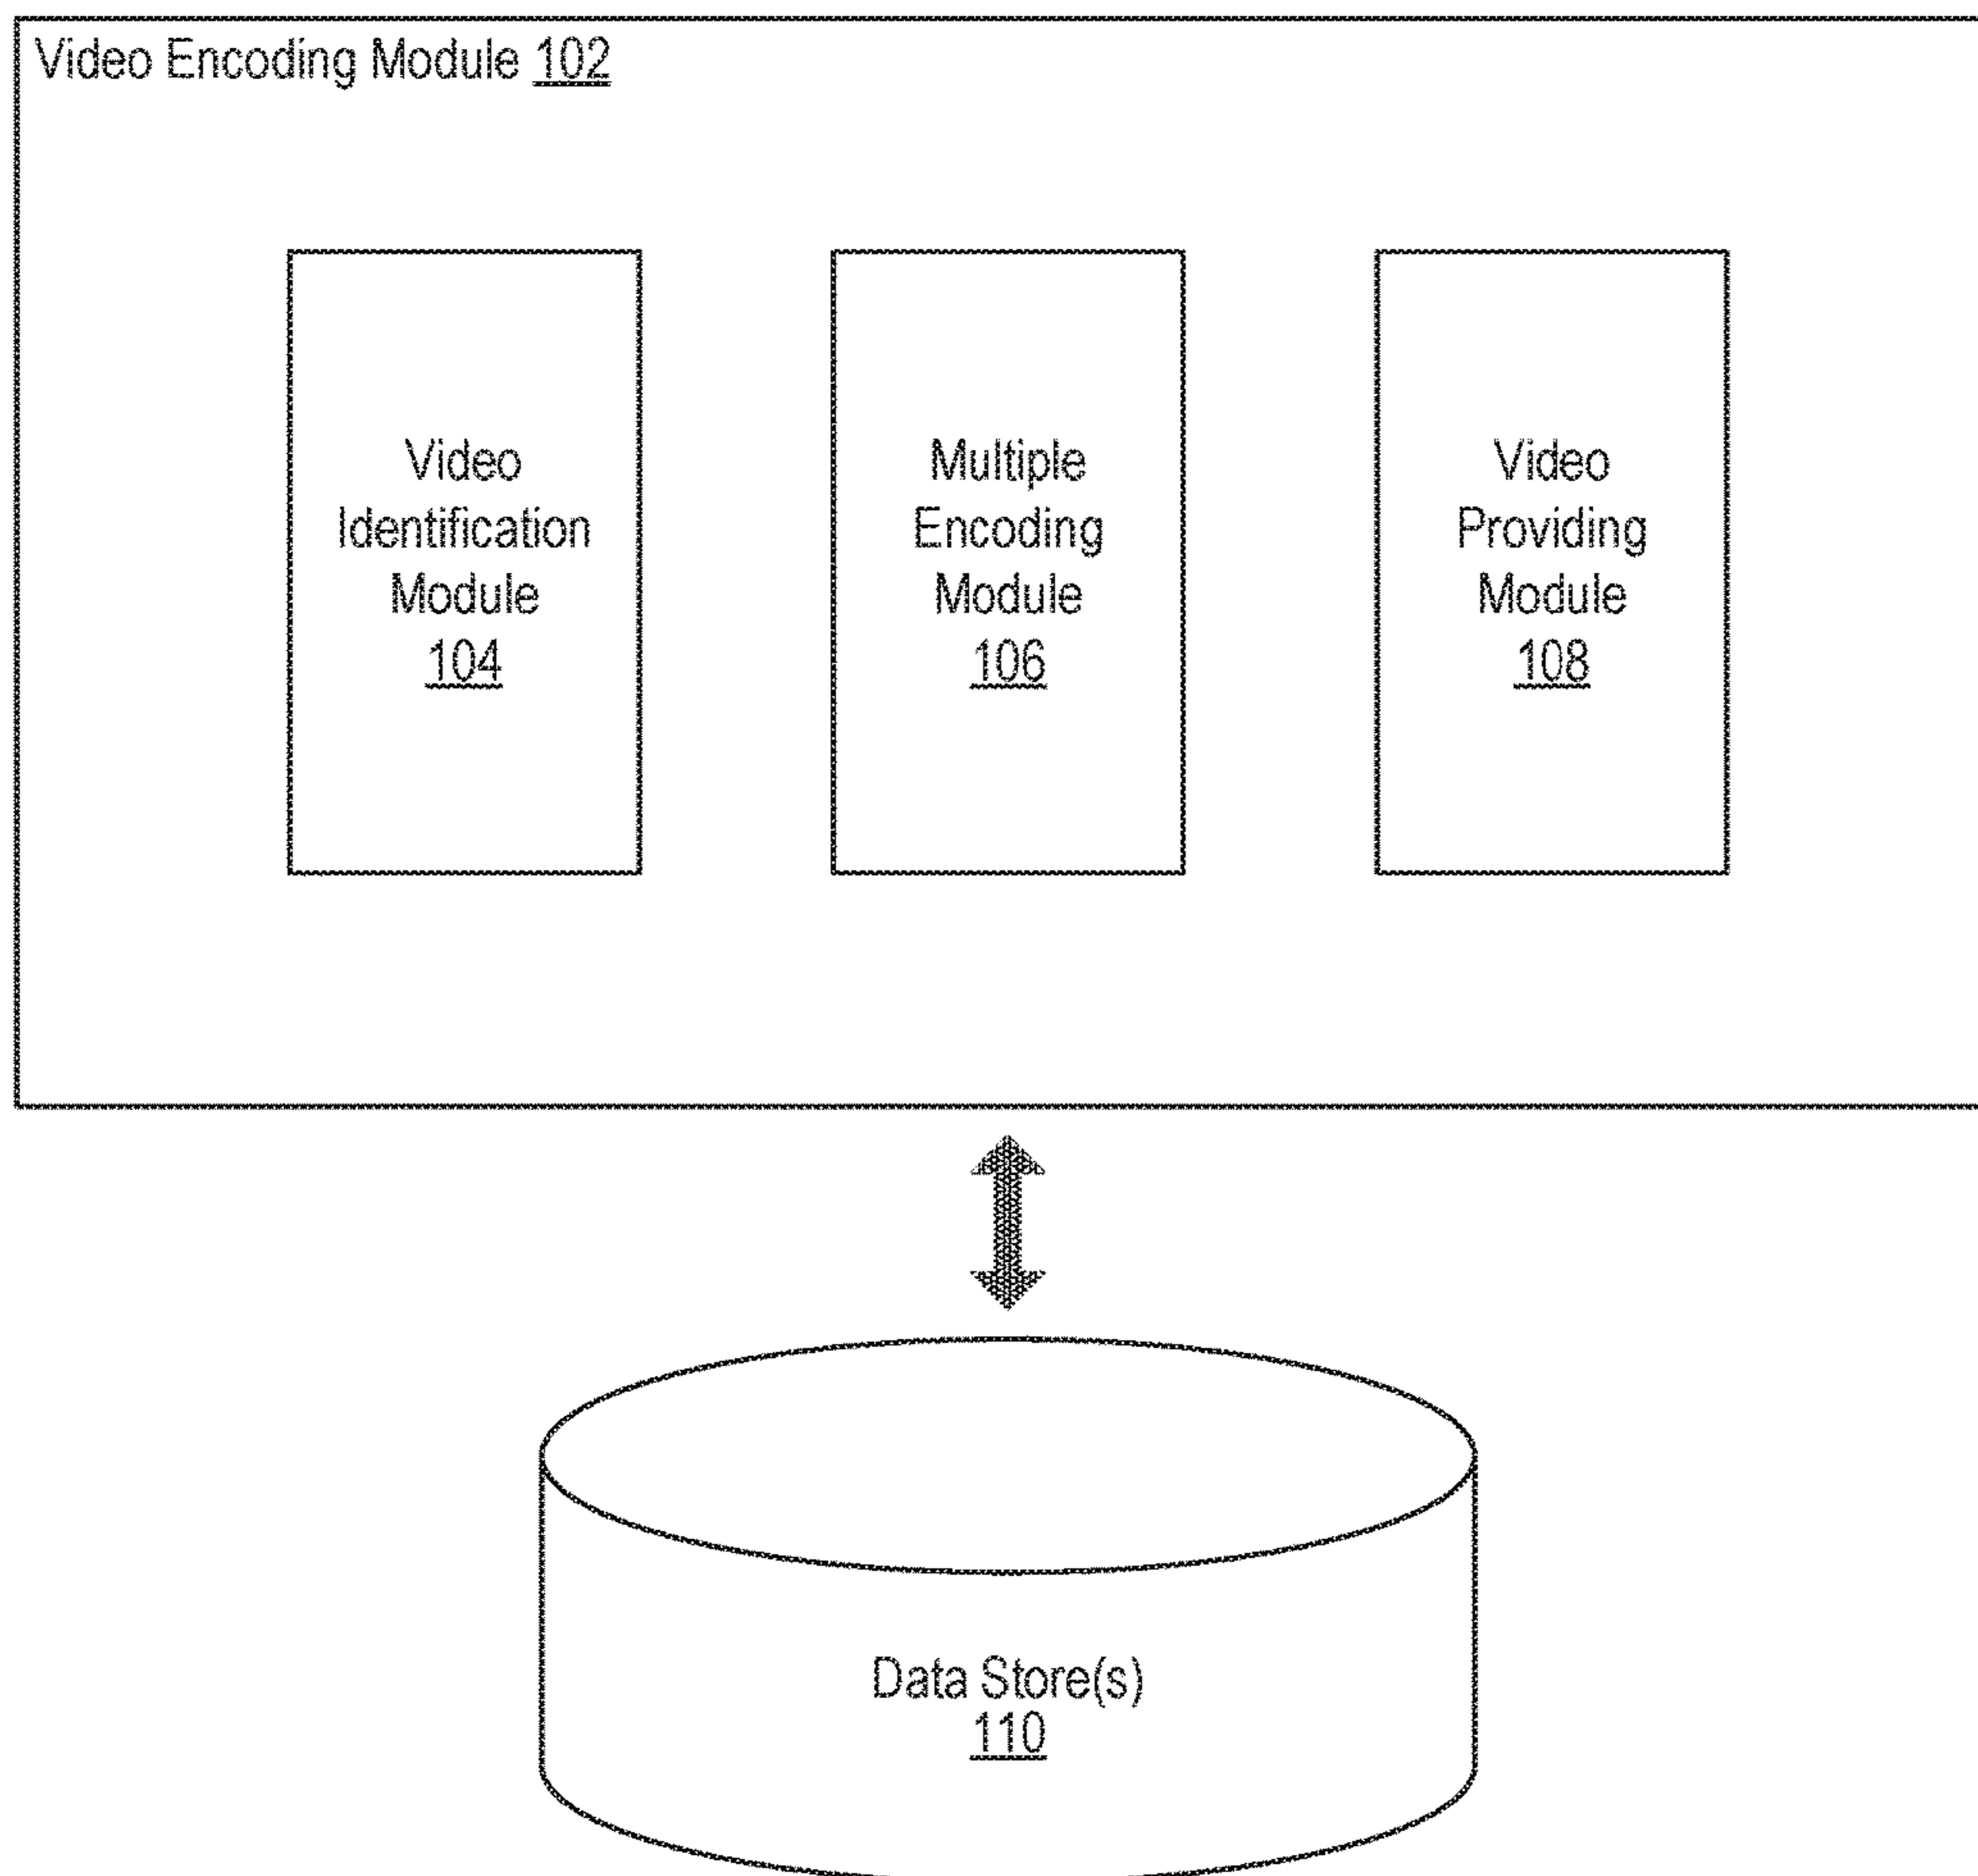 Video Encoding Module 102
Video
Identification
Module
104
Multiple
Encoding
Module
106
Video
Providing
Module
108
Data Store(s)
110